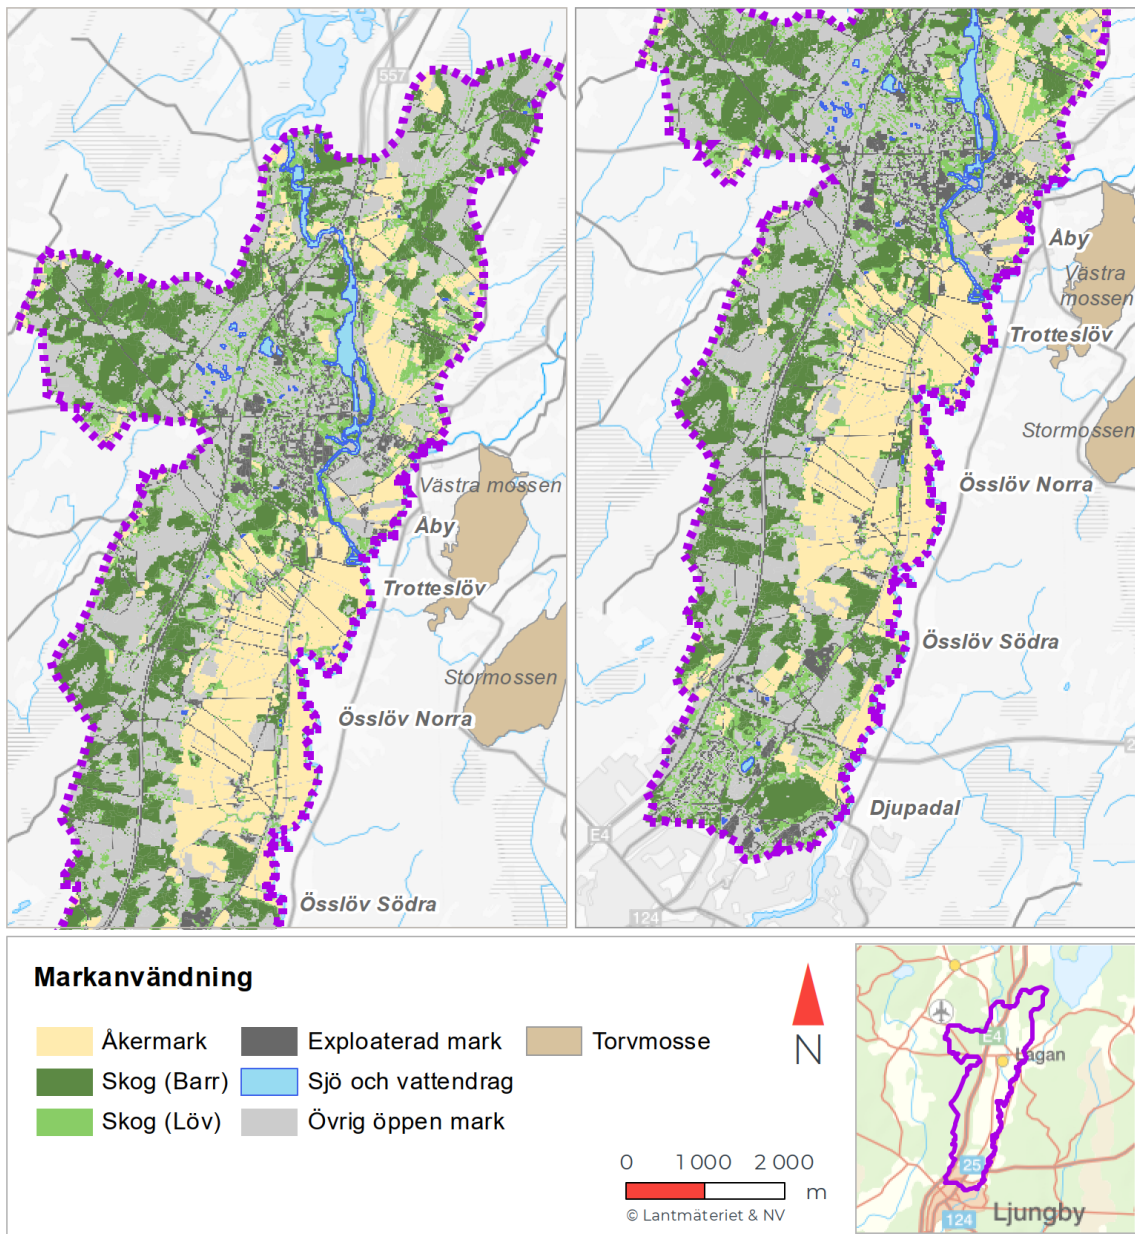 557
Västra mossen
Åby
Trotteslöv
Stormossen
Össlöv Norra
Össlöv Södra
Åby
Västra
mossen
Trotteslöv
Stormossen
Össlöv Norra
Össlöv Södra
2
Djupadal
E4
124
Markanvändning
Åkermark
Exploaterad mark
Torvmosse
Skog (Barr)
Sjö och vattendrag
Skog (Löv)
Övrig öppen mark
N
0 1 000 2 000
m
© Lantmäteriet & NV
E4
Lagan
25
124
Ljungby